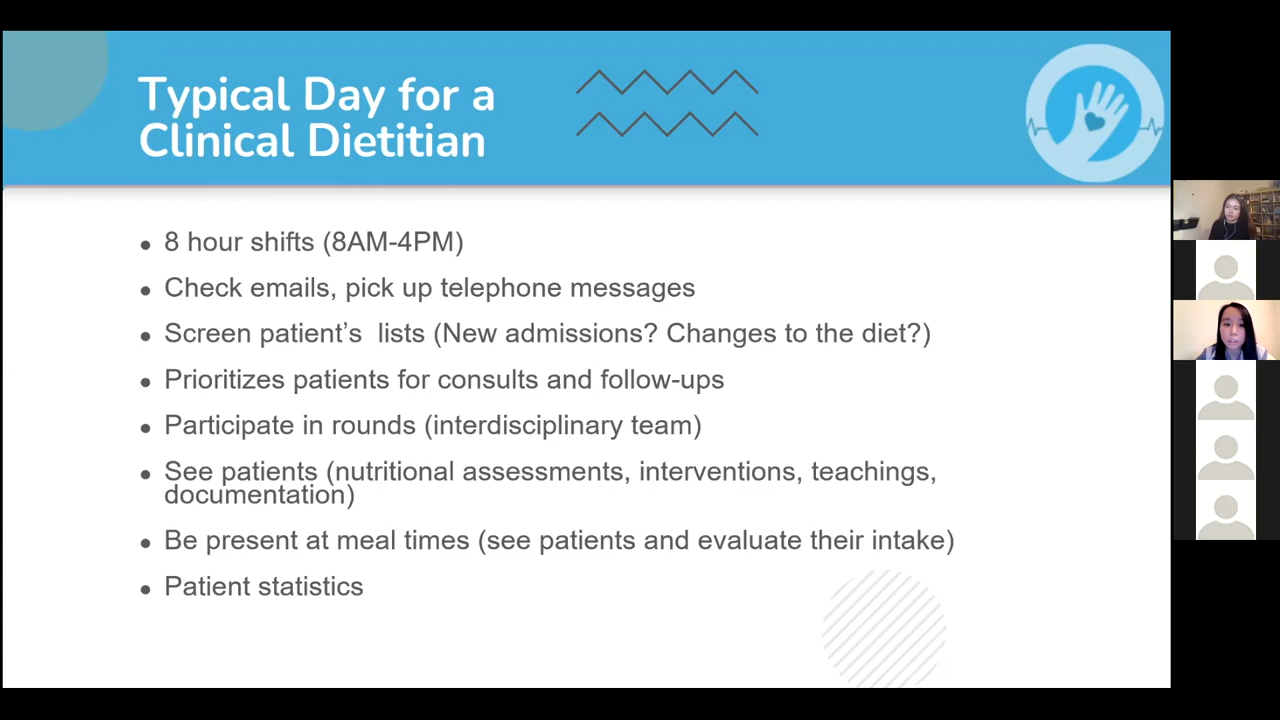 Typical Day for a
Clinical Dietitian
● 8 hour shifts (8AM-4PM)
● Check emails, pick up telephone messages
● Screen patient’s  lists (New admissions? Changes to the diet?)
● Prioritizes patients for consults and follow-ups
● Participate in rounds (interdisciplinary team)
● See patients (nutritional assessments, interventions, teachings,
documentation)
● Be present at meal times (see patients and evaluate their intake)
● Patient statistics